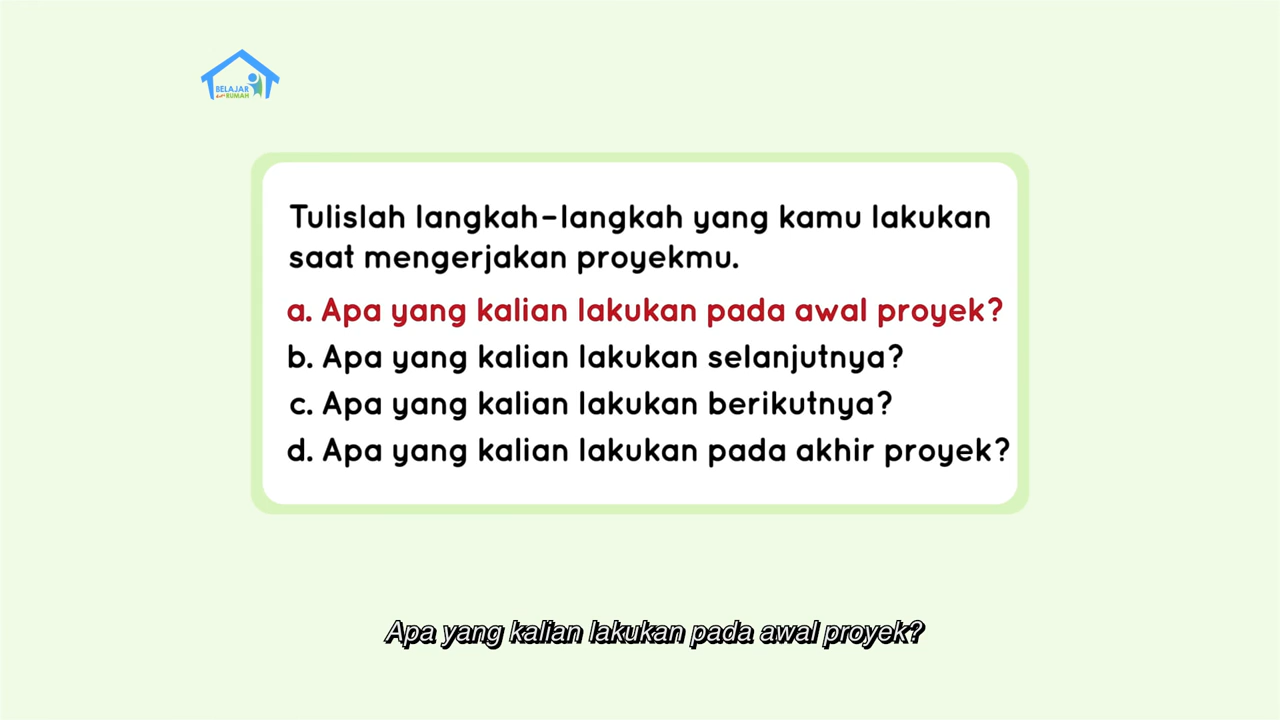 BELAJAR
dari RUMAH
Tulislah langkah-langkah yang kamu lakukan
saat mengerjakan proyekmu.
a. Apa yang kalian lakukan pada awal proyek?
b. Apa yang kalian lakukan selanjutnya?
c. Apa yang kalian lakukan berikutnya?
d. Apa yang kalian lakukan pada akhir proyek?
Apa yang kalian lakukan pada awal proyek?